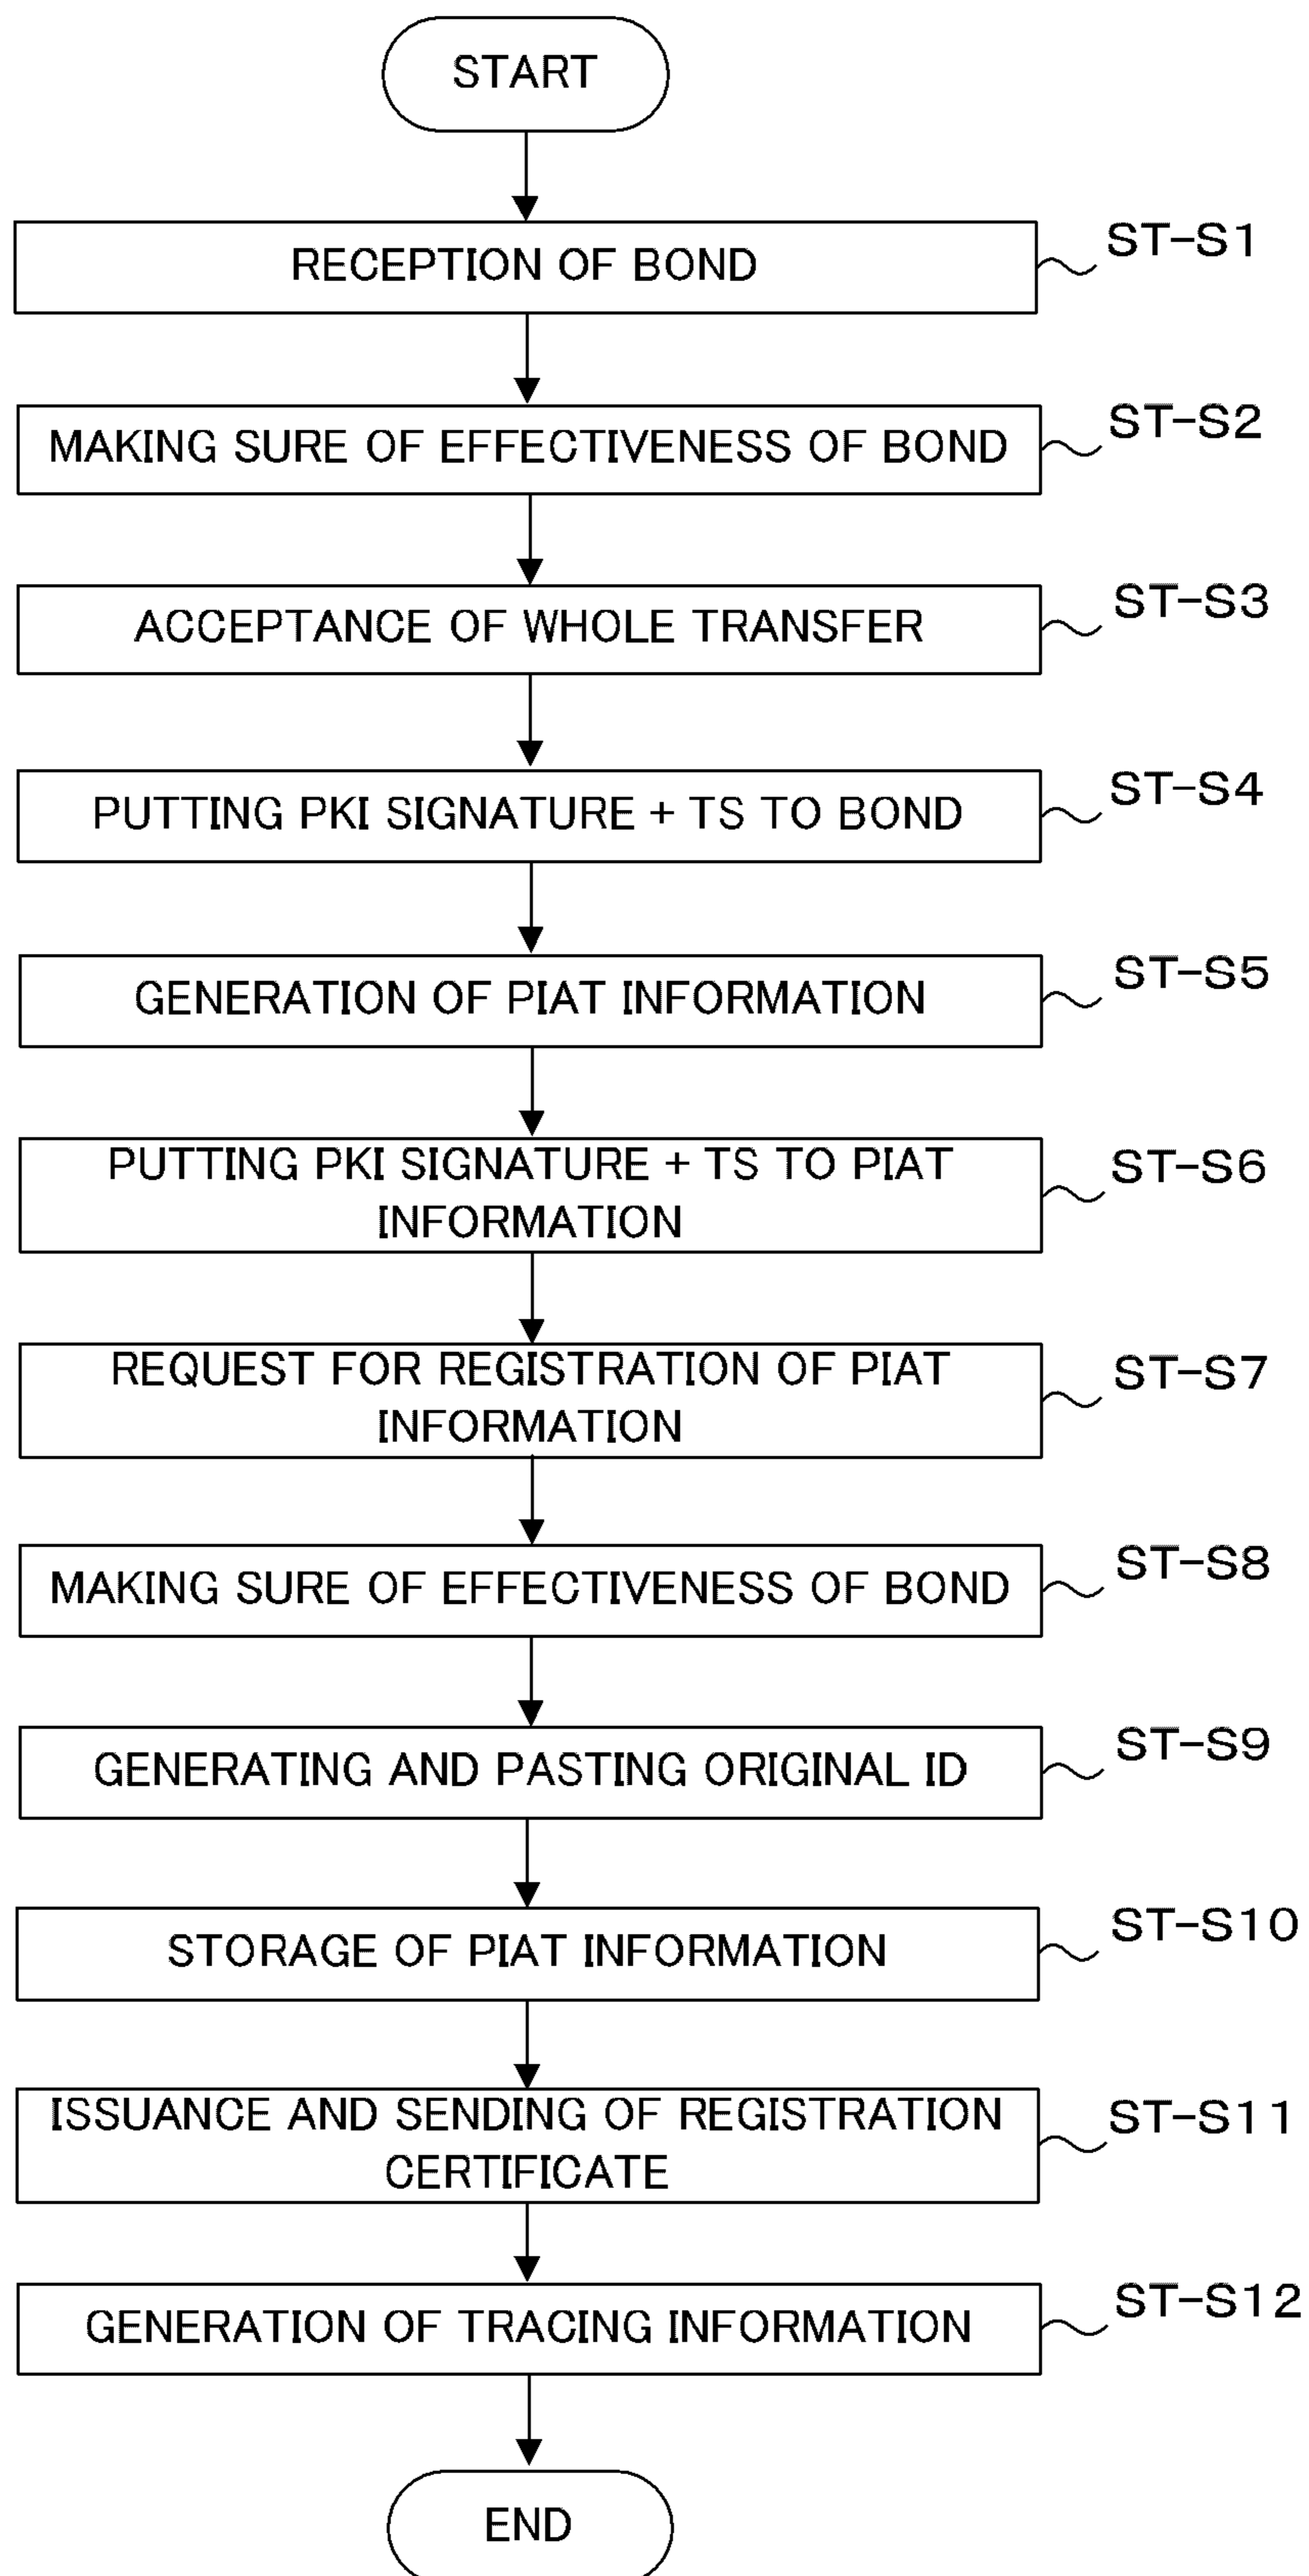 START
RECEPTION OF BOND
ST-S1
MAKING SURE OF EFFECTIVENESS OF BOND
ST-S2
ACCEPTANCE OF WHOLE TRANSFER
ST-S3
PUTTING PKI SIGNATURE + TS TO BOND
ST-S4
GENERATION OF PIAT INFORMATION
ST-S5
PUTTING PKI SIGNATURE + TS TO PIAT
INFORMATION
ST-S6
REQUEST FOR REGISTRATION OF PIAT
INFORMATION
ST-S7
MAKING SURE OF EFFECTIVENESS OF BOND
ST-S8
GENERATING AND PASTING ORIGINAL ID
ST-S9
STORAGE OF PIAT INFORMATION
ST-S10
ISSUANCE AND SENDING OF REGISTRATION
CERTIFICATE
ST-S11
GENERATION OF TRACING INFORMATION
ST-S12
END